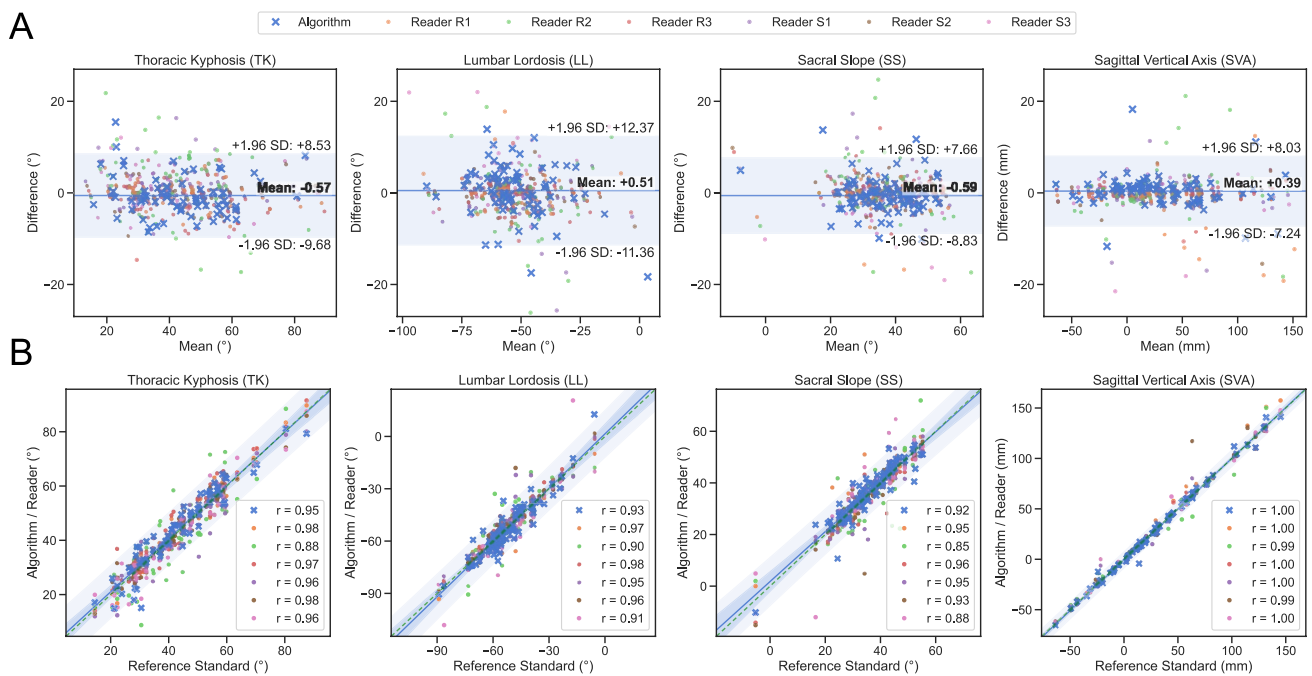 A
Algorithm Reader R1 Reader R2 Reader R3 Reader S1 Reader S2 Reader S3
Thoracic Kyphosis (TK)
Difference (°)
20
0
−20
+1.96 SD: +8.53
Mean: -0.57
-1.96 SD: -9.68
20 40 60 80
Mean (°)
Lumbar Lordosis (LL)
Difference (°)
20
0
−20
+1.96 SD: +12.37
Mean: +0.51
-1.96 SD: -11.36
−100 −75 −50 −25 0
Mean (°)
Sacral Slope (SS)
Difference (°)
20
0
−20
+1.96 SD: +7.66
Mean: -0.59
-1.96 SD: -8.83
0 20 40 60
Mean (°)
Sagittal Vertical Axis (SVA)
Difference (mm)
20
0
−20
+1.96 SD: +8.03
Mean: +0.39
-1.96 SD: -7.24
−50 0 50 100 150
Mean (mm)
B
Thoracic Kyphosis (TK)
Algorithm / Reader (°)
80
60
40
20
r = 0.95
r = 0.98
r = 0.88
r = 0.97
r = 0.96
r = 0.98
r = 0.96
20 40 60 80
Reference Standard (°)
Lumbar Lordosis (LL)
Algorithm / Reader (°)
0
−30
−60
−90
r = 0.93
r = 0.97
r = 0.90
r = 0.98
r = 0.95
r = 0.96
r = 0.91
−90 −60 −30 0
Reference Standard (°)
Sacral Slope (SS)
Algorithm / Reader (°)
60
40
20
0
r = 0.92
r = 0.95
r = 0.85
r = 0.96
r = 0.95
r = 0.93
r = 0.88
0 20 40 60
Reference Standard (°)
Sagittal Vertical Axis (SVA)
Algorithm / Reader (mm)
150
100
50
0
−50
r = 1.00
r = 1.00
r = 0.99
r = 1.00
r = 1.00
r = 0.99
r = 1.00
−50 0 50 100 150
Reference Standard (mm)